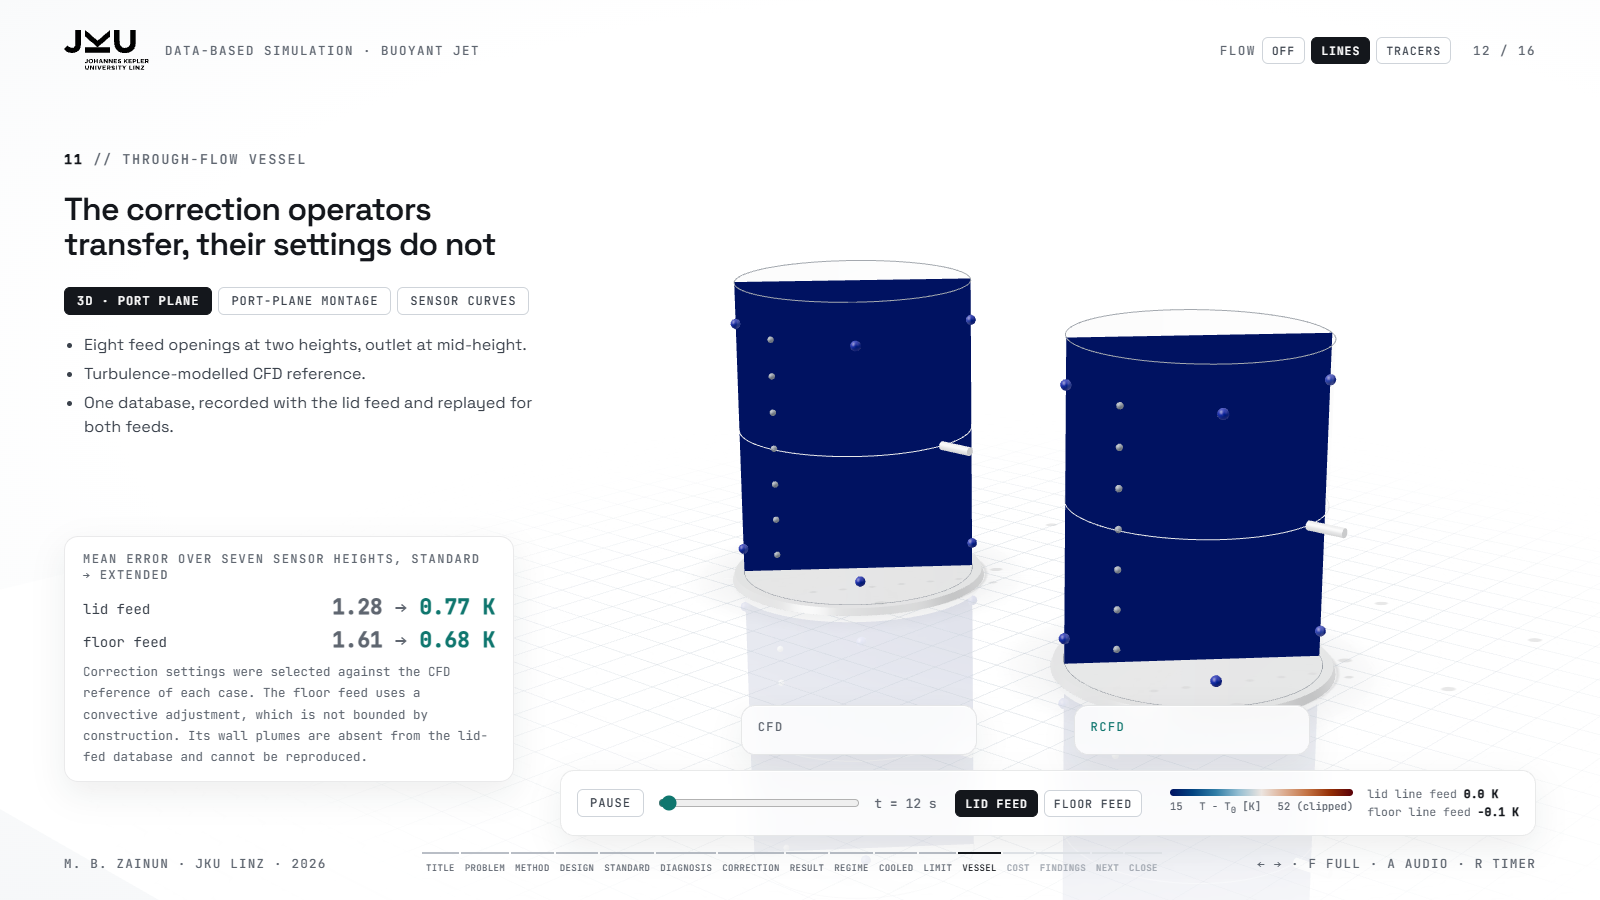 JKU
JOHANNES KEPLER
UNIVERSITY LINZ
DATA-BASED SIMULATION · BUOYANT JET
FLOW OFF LINES TRACERS 12 / 16
11 // THROUGH-FLOW VESSEL
The correction operators
transfer, their settings do not
3D · PORT PLANE PORT-PLANE MONTAGE SENSOR CURVES
• Eight feed openings at two heights, outlet at mid-height.
• Turbulence-modelled CFD reference.
• One database, recorded with the lid feed and replayed for
both feeds.
MEAN ERROR OVER SEVEN SENSOR HEIGHTS, STANDARD
→ EXTENDED
lid feed 1.28 → 0.77 K
floor feed 1.61 → 0.68 K
Correction settings were selected against the CFD
reference of each case. The floor feed uses a
convective adjustment, which is not bounded by
construction. Its wall plumes are absent from the lid-
fed database and cannot be reproduced.
CFD
RCFD
PAUSE t = 12 s LID FEED FLOOR FEED
15 T - T0 [K] 52 (clipped)
lid line feed 0.0 K
floor line feed -0.1 K
M. B. ZAINUN · JKU LINZ · 2026
TITLE PROBLEM METHOD DESIGN STANDARD DIAGNOSIS CORRECTION RESULT REGIME COOLED LIMIT VESSEL COST FINDINGS NEXT CLOSE
← → · F FULL · A AUDIO · R TIMER